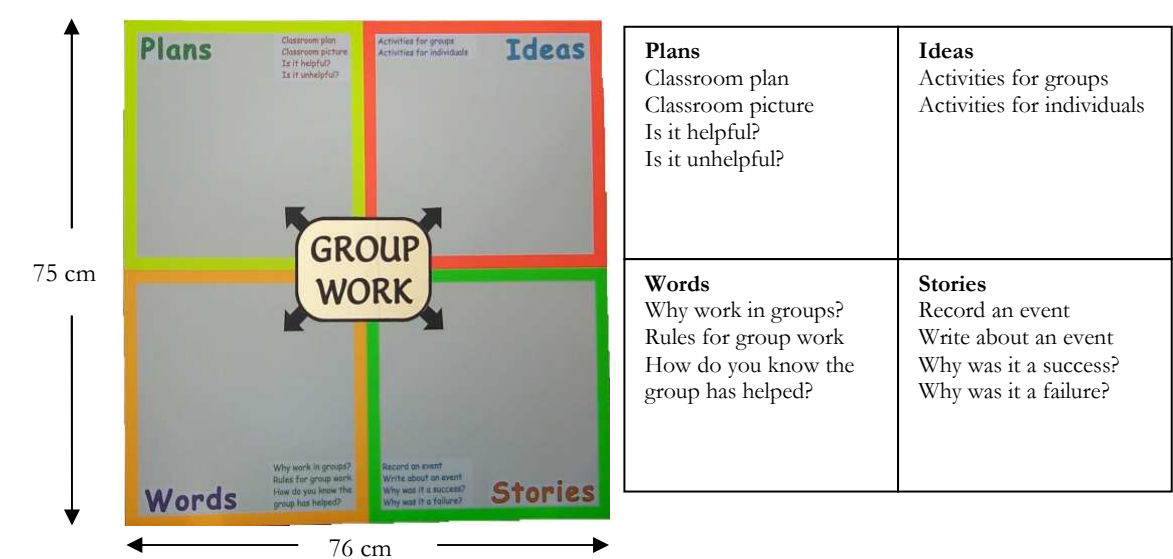 Plans
Classroom plan
Classroom picture
Is it helpful?
Is it unhelpful?
Activities for groups
Activities for individuals
Ideas
GROUP
WORK
Words
Why work in groups?
Rules for group work
How do you know the
group has helped?
Record an event
Write about an event
Why was it a success?
Why was it a failure?
Stories
75 cm
76 cm
Plans
Classroom plan
Classroom picture
Is it helpful?
Is it unhelpful?
Ideas
Activities for groups
Activities for individuals
Words
Why work in groups?
Rules for group work
How do you know the
group has helped?
Stories
Record an event
Write about an event
Why was it a success?
Why was it a failure?